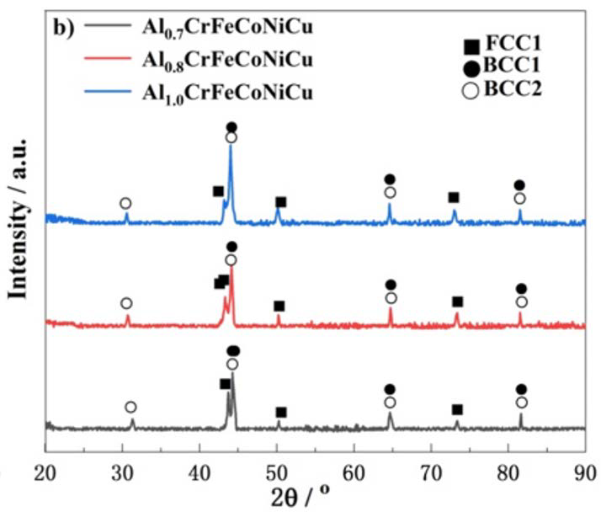 b)
Al0.7CrFeCoNiCu
Al0.8CrFeCoNiCu
Al1.0CrFeCoNiCu
FCC1
BCC1
BCC2
Intensity / a.u.
20 30 40 50 60 70 80 90
2θ / °